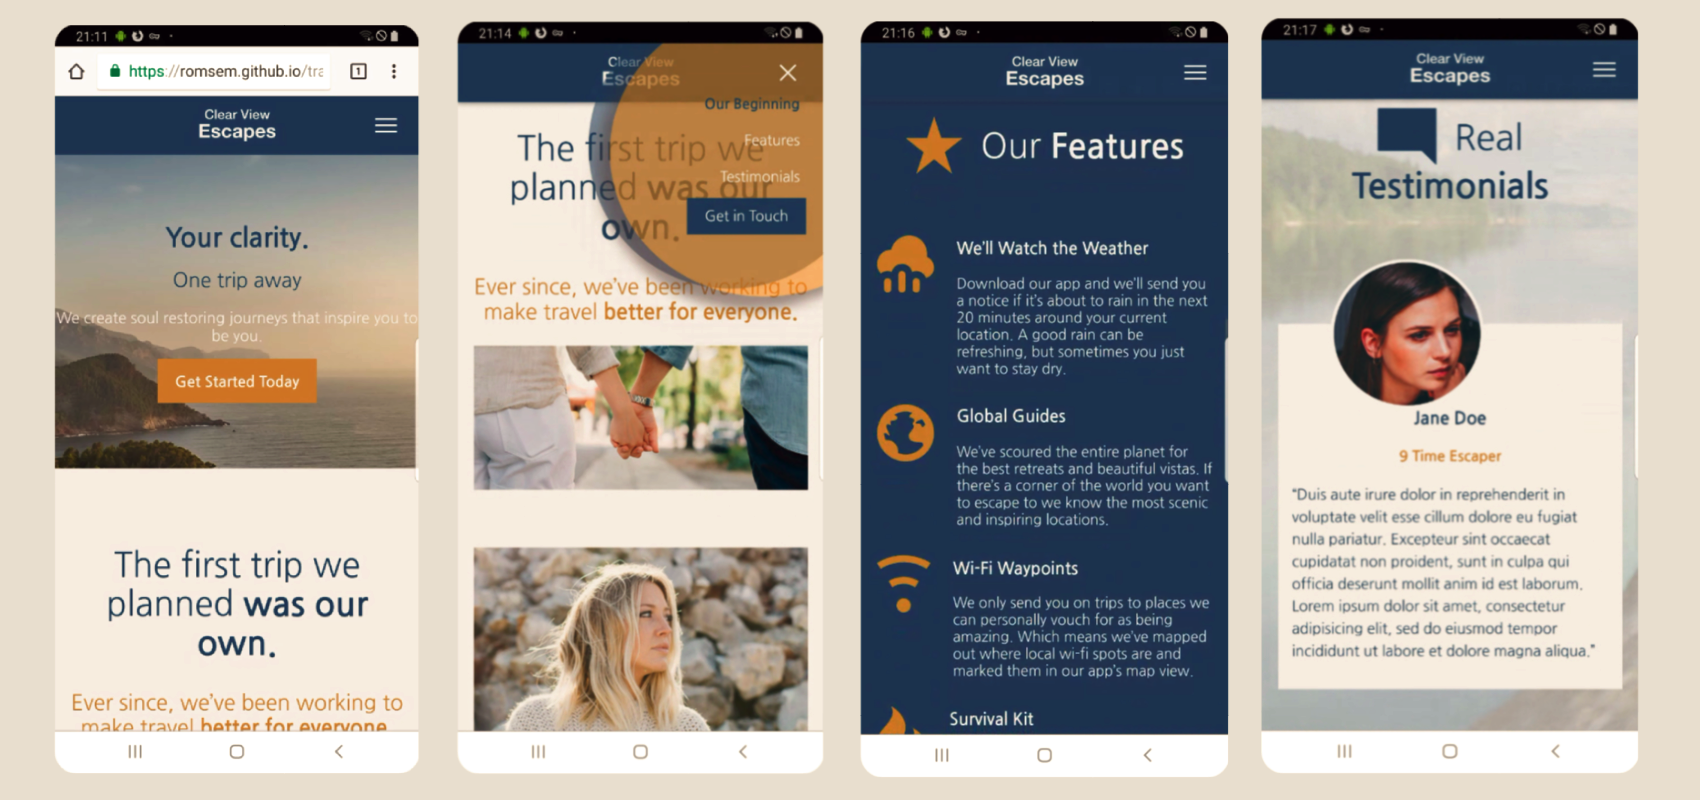 21:11
https://romsem.github.io/tra
1
Clear View
Escapes
Your clarity.
One trip away
We create soul restoring journeys that inspire you to
be you.
Get Started Today
The first trip we
planned was our
own.
Ever since, we've been working to
make travel better for everyone.
21:14
Clear View
Escapes
Our Beginning
Features
Testimonials
Get in Touch
The first trip we
planned was our
own.
Ever since, we've been working to
make travel better for everyone.
21:16
Clear View
Escapes
Our Features
We'll Watch the Weather
Download our app and we'll send you
a notice if it's about to rain in the next
20 minutes around your current
location. A good rain can be
refreshing, but sometimes you just
want to stay dry.
Global Guides
We've scoured the entire planet for
the best retreats and beautiful vistas. If
there's a corner of the world you want
to escape to we know the most scenic
and inspiring locations.
Wi-Fi Waypoints
We only send you on trips to places we
can personally vouch for as being
amazing. Which means we've mapped
out where local wi-fi spots are and
marked them in our app's map view.
Survival Kit
21:17
Clear View
Escapes
Real
Testimonials
Jane Doe
9 Time Escaper
"Duis aute irure dolor in reprehenderit in
voluptate velit esse cillum dolore eu fugiat
nulla pariatur. Excepteur sint occaecat
cupidatat non proident, sunt in culpa qui
officia deserunt mollit anim id est laborum.
Lorem ipsum dolor sit amet, consectetur
adipisicing elit, sed do eiusmod tempor
incididunt ut labore et dolore magna aliqua."